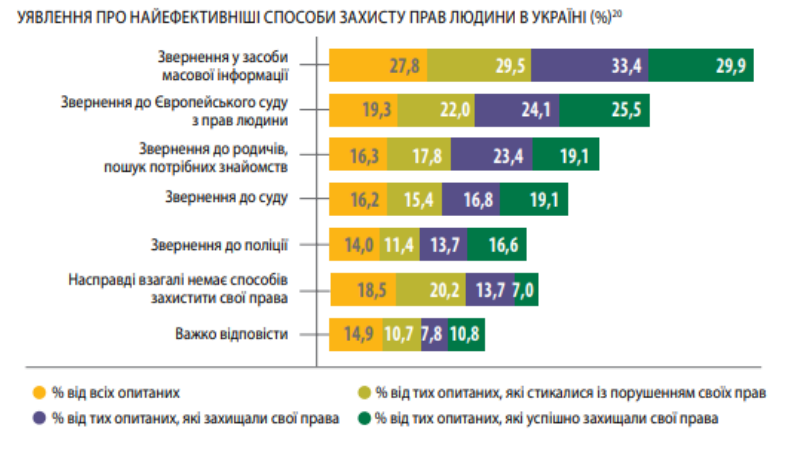 УЯВЛЕННЯ ПРО НАЙЕФЕКТИВНІШІ СПОСОБИ ЗАХИСТУ ПРАВ ЛЮДИНИ В УКРАЇНІ (%)²⁰
Звернення у засоби
масової інформації
27,8 29,5 33,4 29,9
Звернення до Європейського суду
з прав людини
19,3 22,0 24,1 25,5
Звернення до родичів,
пошук потрібних знайомств
16,3 17,8 23,4 19,1
Звернення до суду
16,2 15,4 16,8 19,1
Звернення до поліції
14,0 11,4 13,7 16,6
Насправді взагалі немає способів
захистити свої права
18,5 20,2 13,7 7,0
Важко відповісти
14,9 10,7 7,8 10,8
% від всіх опитаних
% від тих опитаних, які стикалися із порушенням своїх прав
% від тих опитаних, які захищали свої права
% від тих опитаних, які успішно захищали свої права